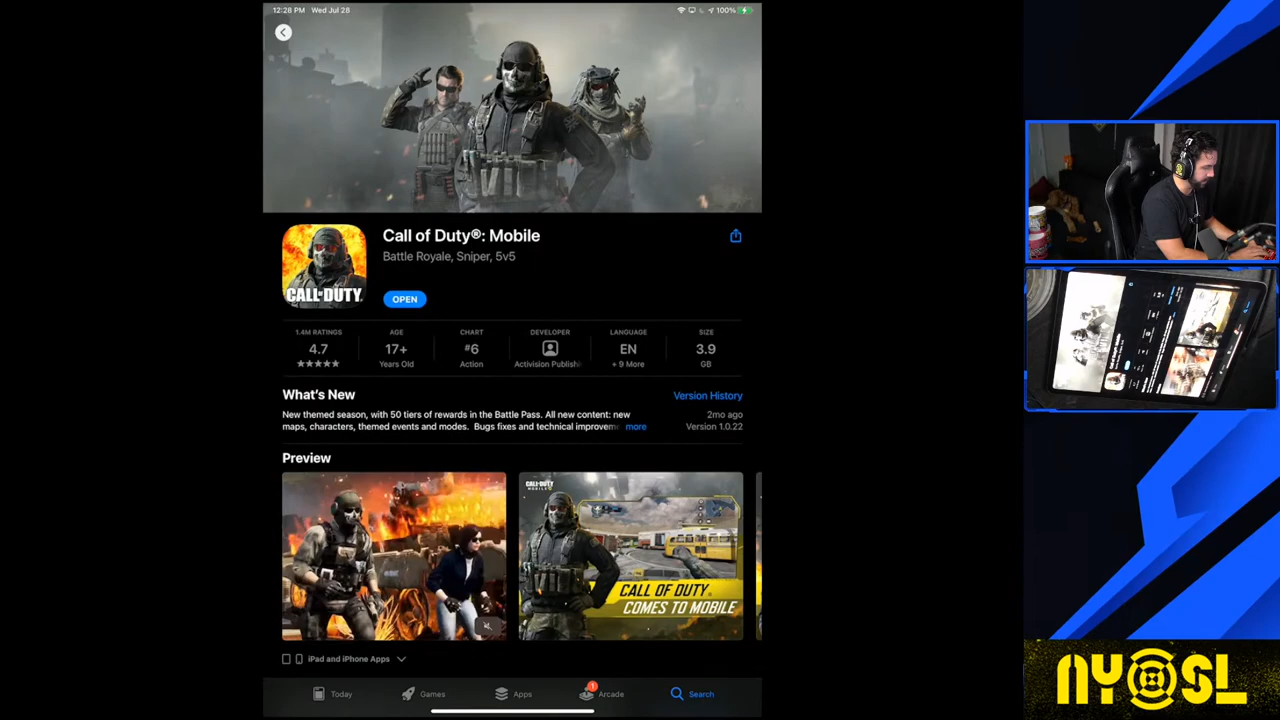 12:28 PM Wed Jul 28
100%
CALL OF DUTY
Call of Duty®: Mobile
Battle Royale, Sniper, 5v5
OPEN
1.4M RATINGS
4.7
AGE
17+
Years Old
CHART
#6
Action
DEVELOPER
Activision Publish
LANGUAGE
EN
+ 9 More
SIZE
3.9
GB
What's New
Version History
New themed season, with 50 tiers of rewards in the Battle Pass. All new content: new
maps, characters, themed events and modes. Bugs fixes and technical improveme more
2mo ago
Version 1.0.22
Preview
CALL OF DUTY
MOBILE
CALL OF DUTY
COMES TO MOBILE
iPad and iPhone Apps
Today
Games
Apps
1
Arcade
Search
NYOSL